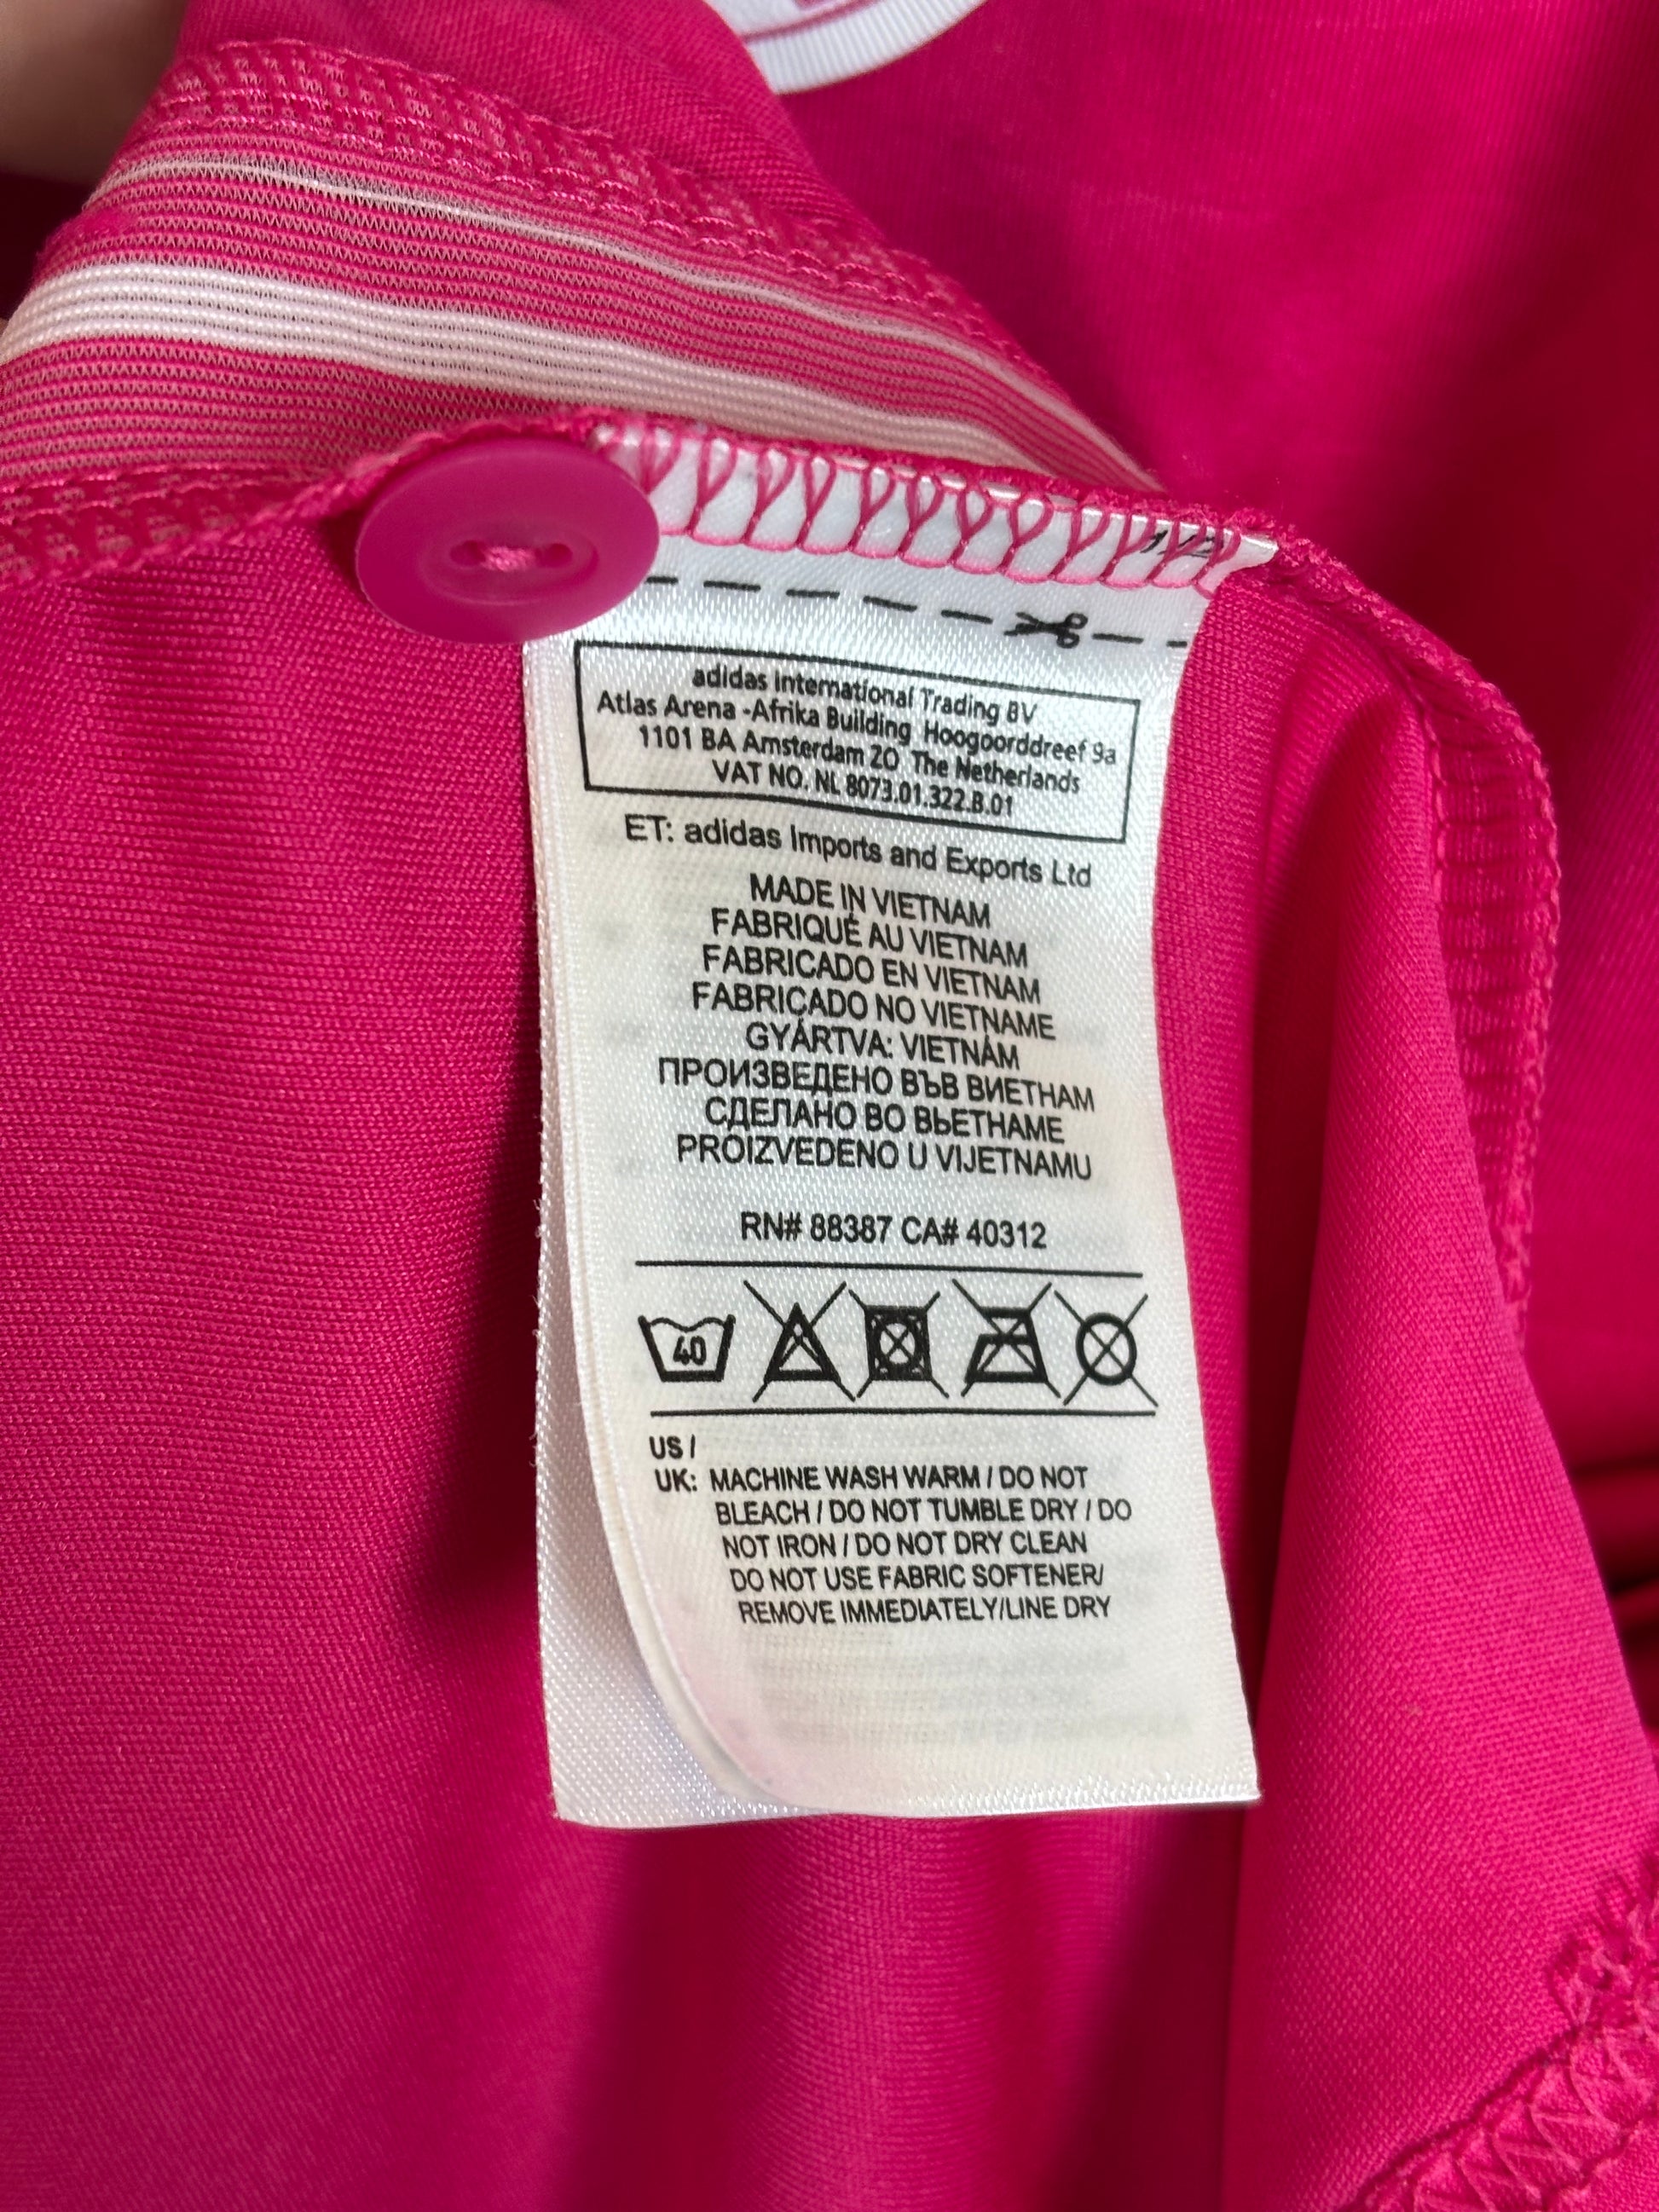 1/2
adidas International Trading BV
Atlas Arena -Afrika Building Hoogoorddreef 9a
1101 BA Amsterdam ZO The Netherlands
VAT NO. NL 8073.01.322.B.01
ET: adidas Imports and Exports Ltd
MADE IN VIETNAM
FABRIQUÉ AU VIETNAM
FABRICADO EN VIETNAM
FABRICADO NO VIETNAME
GYÁRTVA: VIETNÁM
ПРОИЗВЕДЕНО ВЪВ ВИЕТНАМ
СДЕЛАНО ВО ВЬЕТНАМЕ
PROIZVEDENO U VIJETNAMU
RN# 88387 CA# 40312
40
US /
UK: MACHINE WASH WARM / DO NOT
BLEACH / DO NOT TUMBLE DRY / DO
NOT IRON / DO NOT DRY CLEAN
DO NOT USE FABRIC SOFTENER/
REMOVE IMMEDIATELY/LINE DRY